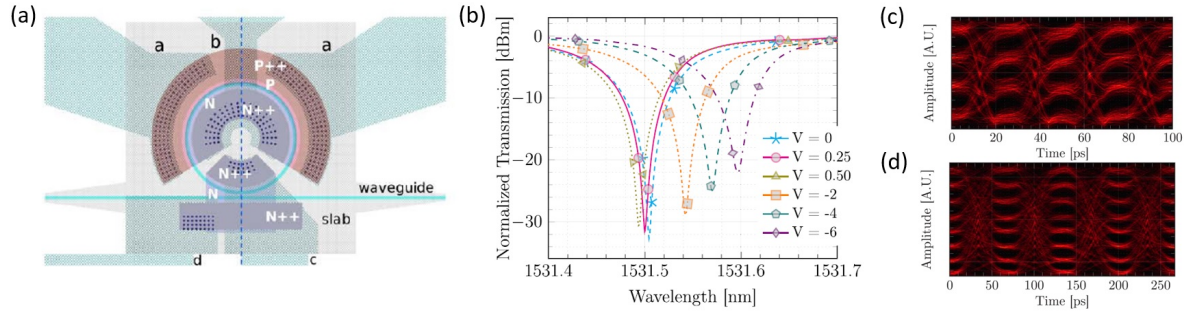 (a)
a
b
a
P++
P
N
N++
N++
N
waveguide
N++
slab
d
c
(b)
Normalized Transmission [dBm]
0
−10
−20
−30
V = 0
V = 0.25
V = 0.50
V = -2
V = -4
V = -6
1531.4
1531.5
1531.6
1531.7
Wavelength [nm]
(c)
Amplitude [A.U.]
0
20
40
60
80
100
Time [ps]
(d)
Amplitude [A.U.]
0
50
100
150
200
250
Time [ps]